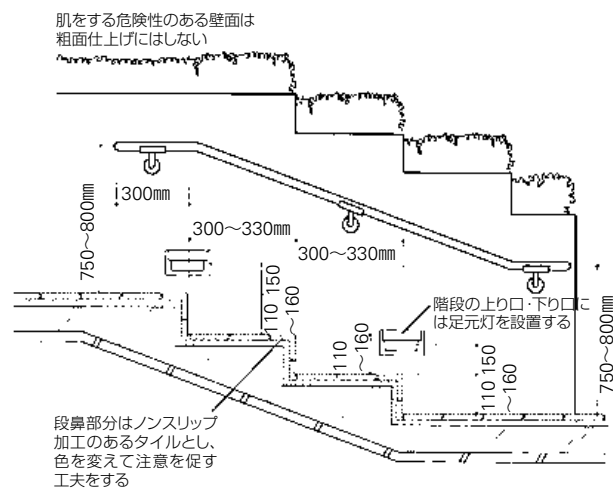 肌をする危険性のある壁面は
粗面仕上げにはしない
300mm
750〜800mm
300〜330mm
300〜330mm
150
110
〜160
階段の上り口・下り口に
は足元灯を設置する
110
〜160
150
110
〜160
750〜800mm
段鼻部分はノンスリップ
加工のあるタイルとし、
色を変えて注意を促す
工夫をする